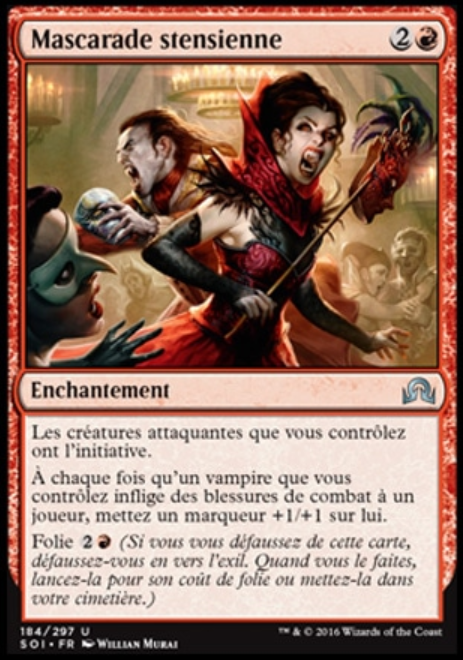 Mascarade stensienne 2
Enchantement
Les créatures attaquantes que vous contrôlez
ont l'initiative.
À chaque fois qu'un vampire que vous
contrôlez inflige des blessures de combat à un
joueur, mettez un marqueur +1/+1 sur lui.
Folie 2 (Si vous vous défaussez de cette carte,
défaussez-vous en vers l'exil. Quand vous le faites,
lancez-la pour son coût de folie ou mettez-la dans
votre cimetière.)
184/297 U ™ & © 2016 Wizards of the Coast
SOI • FR Willian Murai